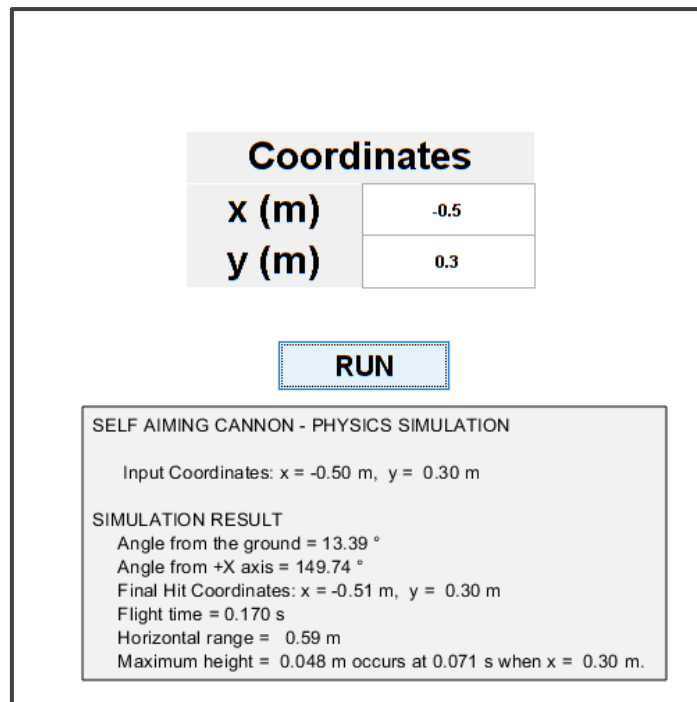 Coordinates
x (m) -0.5
y (m) 0.3
RUN
SELF AIMING CANNON - PHYSICS SIMULATION
Input Coordinates: x = -0.50 m, y = 0.30 m
SIMULATION RESULT
Angle from the ground = 13.39 °
Angle from +X axis = 149.74 °
Final Hit Coordinates: x = -0.51 m, y = 0.30 m
Flight time = 0.170 s
Horizontal range = 0.59 m
Maximum height = 0.048 m occurs at 0.071 s when x = 0.30 m.